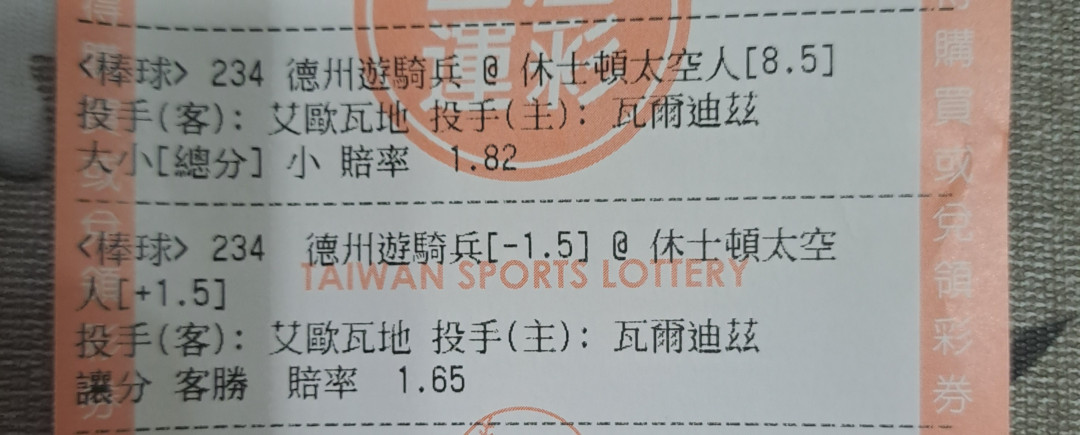 運彩
<棒球> 234 德州遊騎兵 @ 休士頓太空人[8.5]
投手(客): 艾歐瓦地 投手(主): 瓦爾迪茲
大小[總分] 小 賠率 1.82
<棒球> 234 德州遊騎兵[-1.5] @ 休士頓太空
人[+1.5]
TAIWAN SPORTS LOTTERY
投手(客): 艾歐瓦地 投手(主): 瓦爾迪茲
讓分 客勝 賠率 1.65
購買或兌領彩券